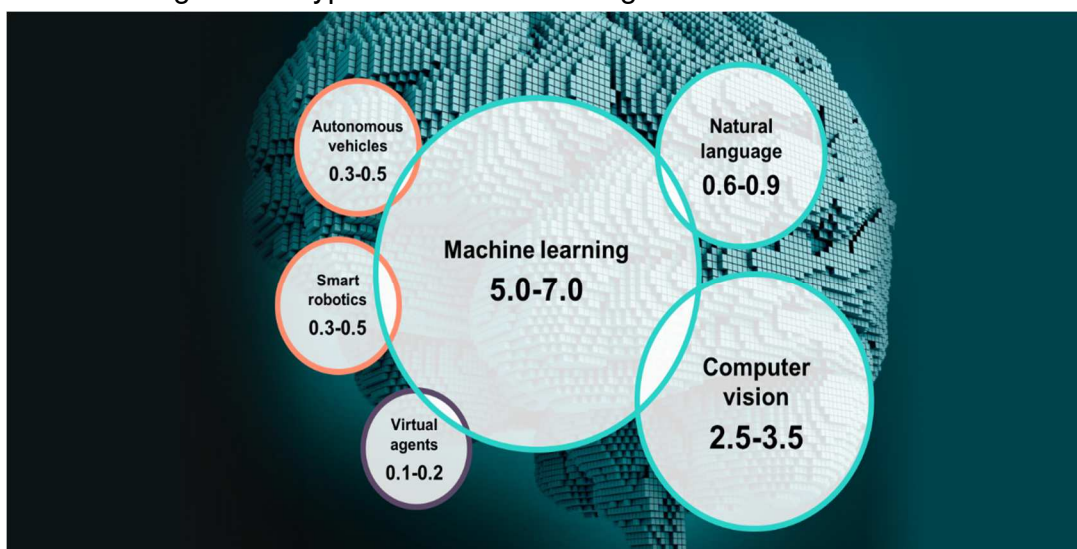 Autonomous
vehicles
0.3-0.5
Natural
language
0.6-0.9
Machine learning
5.0-7.0
Smart
robotics
0.3-0.5
Computer
vision
2.5-3.5
Virtual
agents
0.1-0.2